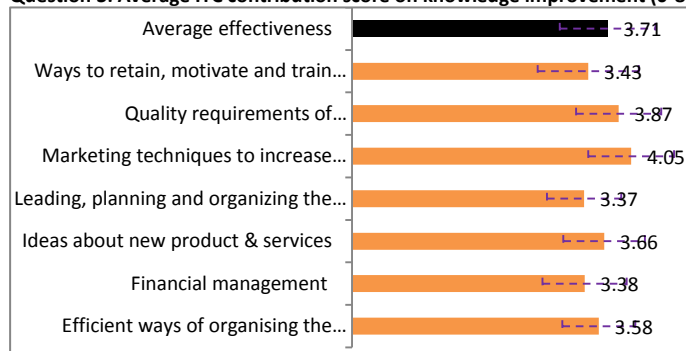 Average effectiveness 3.71
Ways to retain, motivate and train... 3.43
Quality requirements of... 3.87
Marketing techniques to increase... 4.05
Leading, planning and organizing the... 3.37
Ideas about new product & services 3.66
Financial management 3.38
Efficient ways of organising the... 3.58